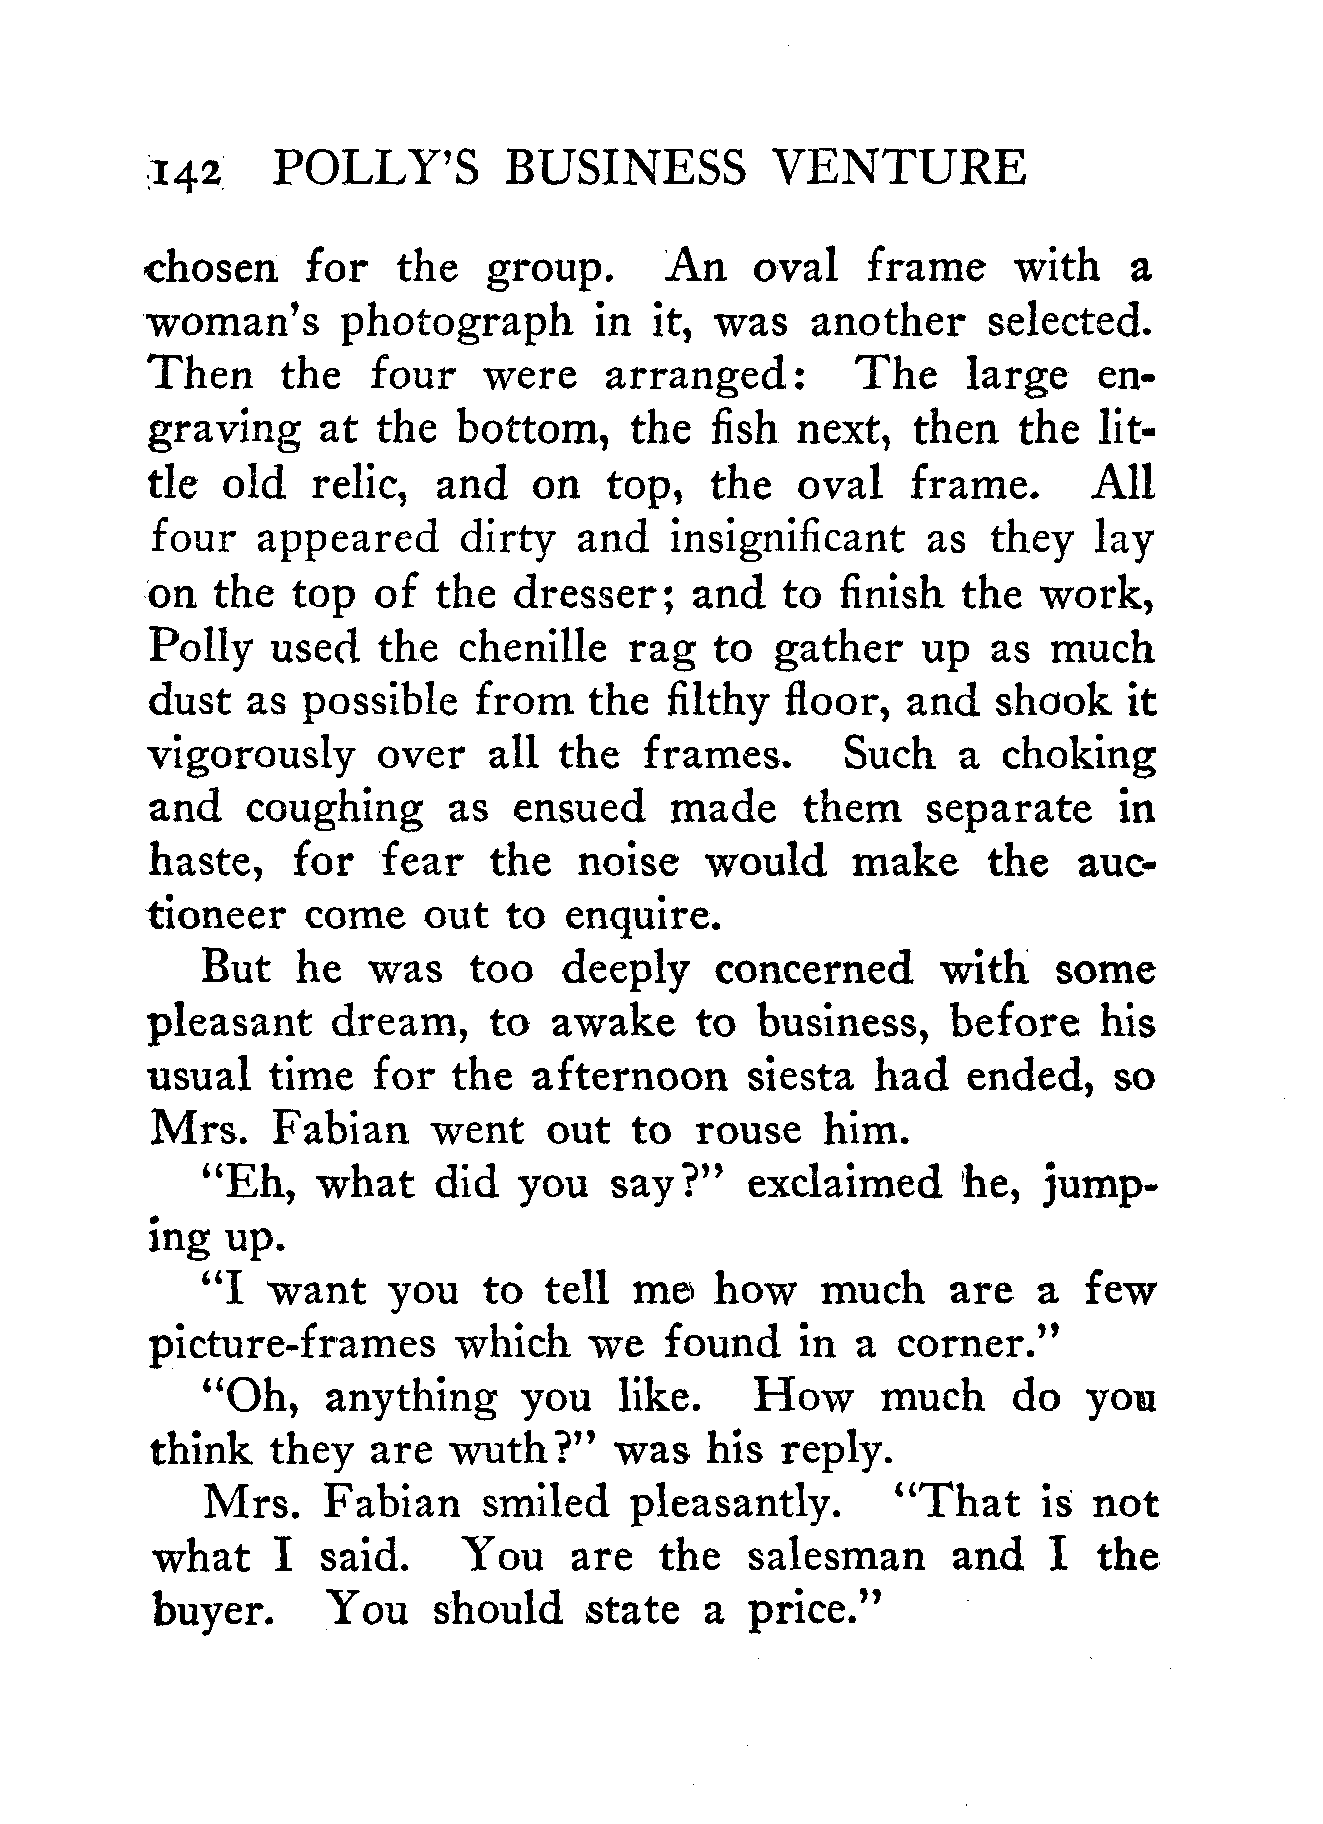 142 POLLY'S BUSINESS VENTURE
chosen for the group. An oval frame with a
woman's photograph in it, was another selected.
Then the four were arranged: The large en-
graving at the bottom, the fish next, then the lit-
tle old relic, and on top, the oval frame. All
four appeared dirty and insignificant as they lay
on the top of the dresser; and to finish the work,
Polly used the chenille rag to gather up as much
dust as possible from the filthy floor, and shook it
vigorously over all the frames. Such a choking
and coughing as ensued made them separate in
haste, for fear the noise would make the auc-
tioneer come out to enquire.
But he was too deeply concerned with some
pleasant dream, to awake to business, before his
usual time for the afternoon siesta had ended, so
Mrs. Fabian went out to rouse him.
"Eh, what did you say?" exclaimed he, jump-
ing up.
"I want you to tell me how much are a few
picture-frames which we found in a corner."
"Oh, anything you like. How much do you
think they are wuth?" was his reply.
Mrs. Fabian smiled pleasantly. "That is not
what I said. You are the salesman and I the
buyer. You should state a price."